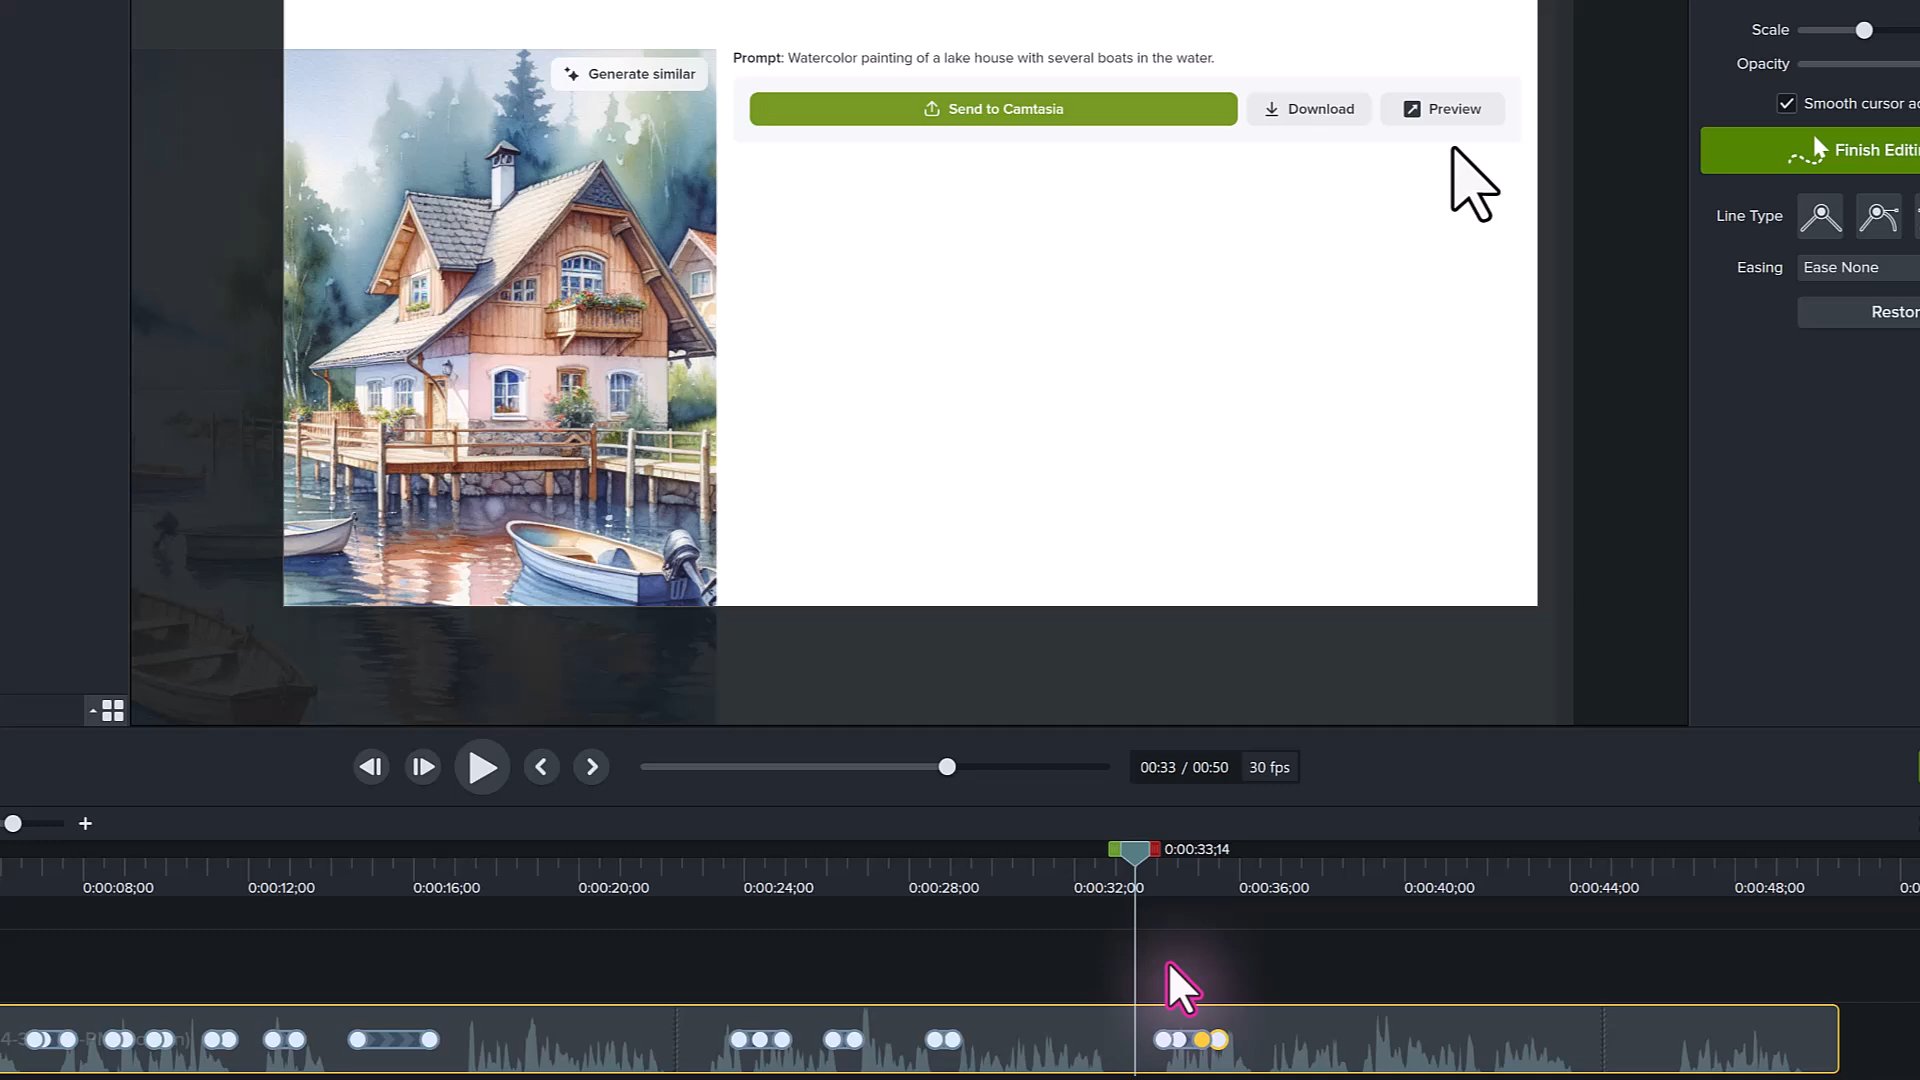 Scale
Generate similar
Prompt: Watercolor painting of a lake house with several boats in the water.
Opacity
Send to Camtasia
Download
Preview
Smooth cursor ac
Finish Editi
Line Type
Easing
Ease None
Restor
00:33 / 00:50
30 fps
0:00:33;14
0:00:08;00
0:00:12;00
0:00:16;00
0:00:20;00
0:00:24;00
0:00:28;00
0:00:32;00
0:00:36;00
0:00:40;00
0:00:44;00
0:00:48;00
0:0